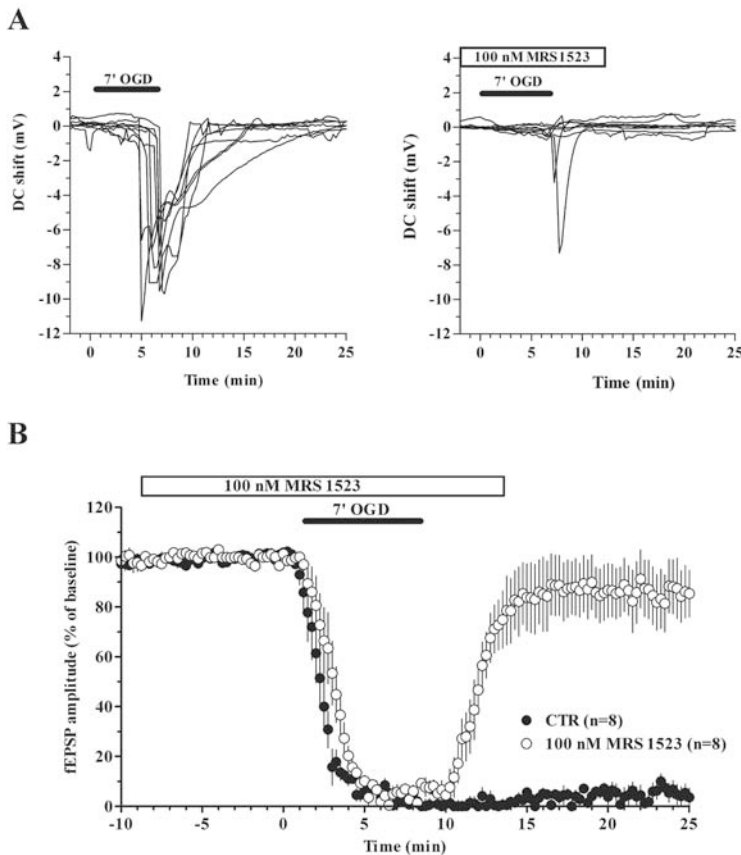 A
7' OGD
DC shift (mV)
4
2
0
-2
-4
-6
-8
-10
-12
0 5 10 15 20 25
Time (min)
100 nM MRS1523
7' OGD
DC shift (mV)
4
2
0
-2
-4
-6
-8
-10
-12
0 5 10 15 20 25
Time (min)
B
100 nM MRS 1523
7' OGD
fEPSP amplitude (% of baseline)
120
100
80
60
40
20
0
CTR (n=8)
100 nM MRS 1523 (n=8)
-10 -5 0 5 10 15 20 25
Time (min)